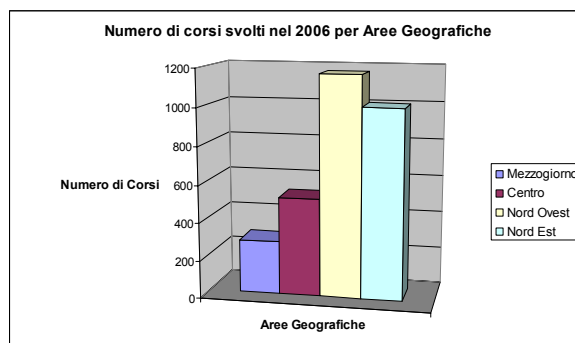 Numero di corsi svolti nel 2006 per Aree Geografiche
1200
1000
800
600
400
200
0
Numero di Corsi
Aree Geografiche
Mezzogiorno
Centro
Nord Ovest
Nord Est